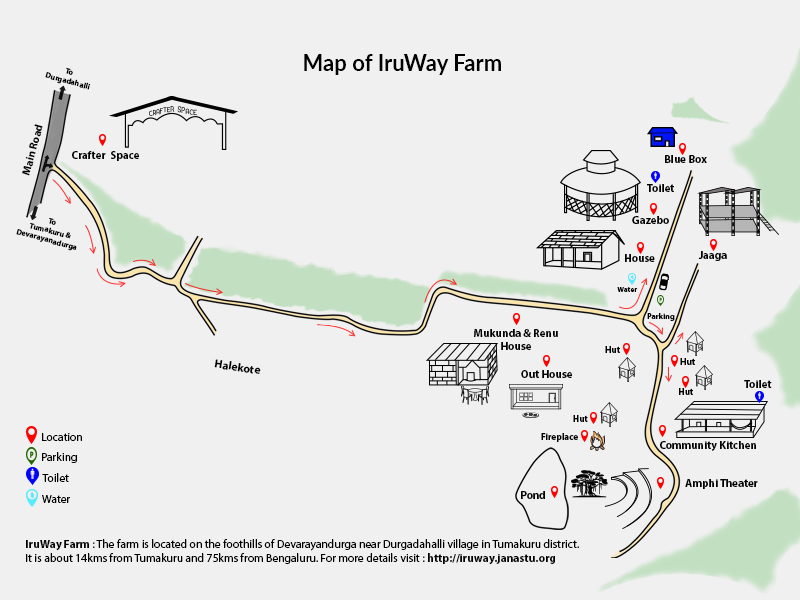 Map of IruWay Farm
To
Durgadahalli
Main Road
CRAFTER SPACE
Crafter Space
To
Tumakuru &
Devarayanadurga
Blue Box
Toilet
Gazebo
House
Jaaga
Water
Parking
Mukunda & Renu
House
Hut
Hut
Out House
Hut
Toilet
Halekote
Hut
Fireplace
Community Kitchen
Pond
Amphi Theater
Location
P Parking
Toilet
Water
IruWay Farm : The farm is located on the foothills of Devarayandurga near Durgadahalli village in Tumakuru district.
It is about 14kms from Tumakuru and 75kms from Bengaluru. For more details visit : http://iruway.janastu.org